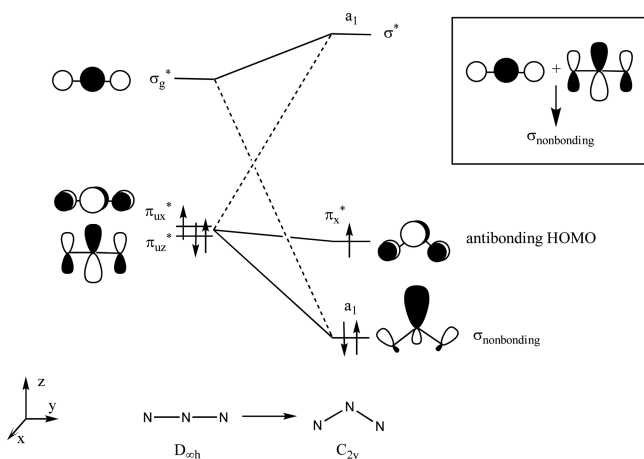 a₁
σ*
σg*
+
σnonbonding
πux*
πuz*
πx*
antibonding HOMO
a₁
σnonbonding
z
y
x
N N N
N N N
D∞h
C2v